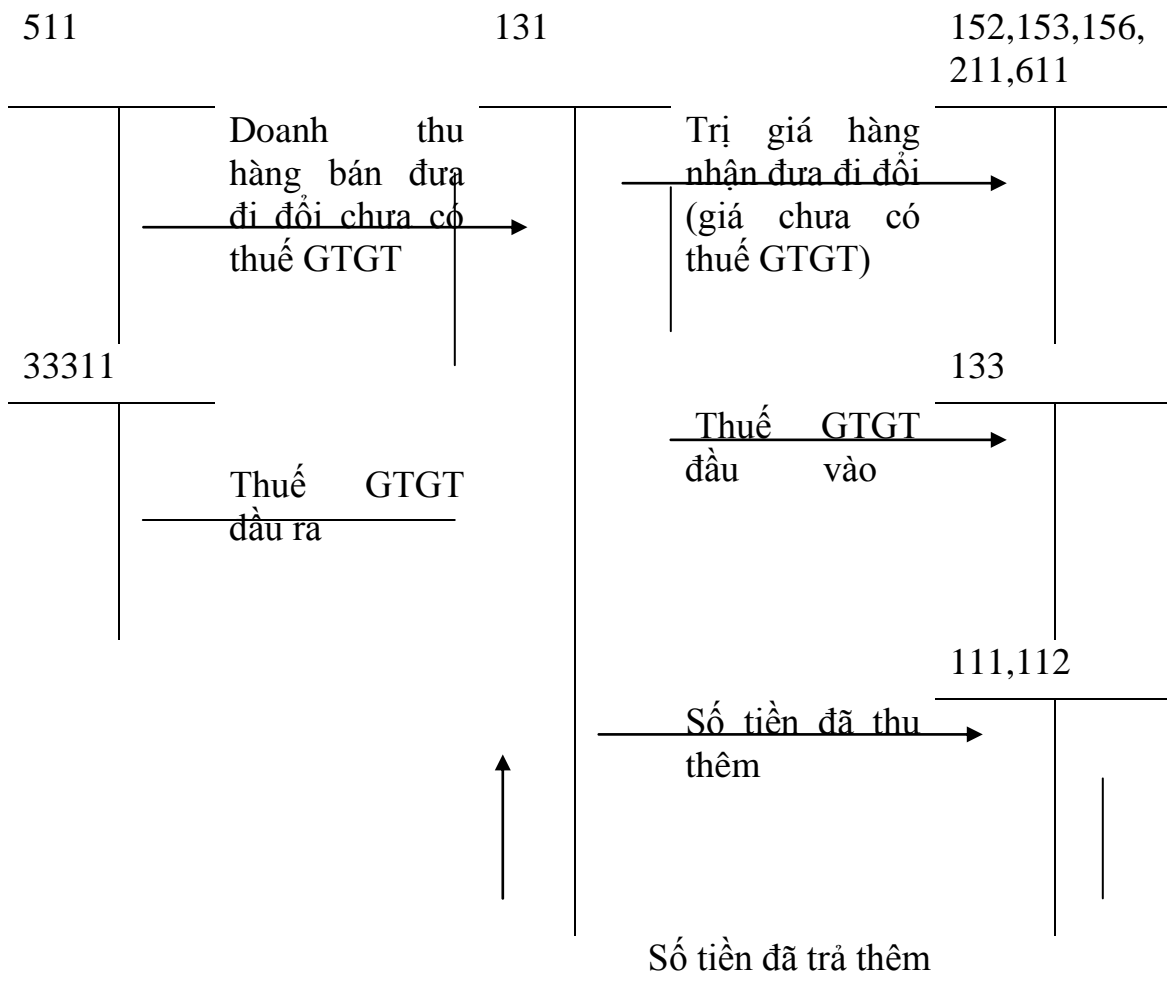 511
131
152,153,156,
211,611
Doanh thu
hàng bán đưa
đi đổi chưa có
thuế GTGT
Trị giá hàng
nhận đưa đi đổi
(giá chưa có
thuế GTGT)
33311
133
Thuế GTGT
đầu vào
Thuế GTGT
dầu ra
111,112
Số tiền đã thu
thêm
Số tiền đã trả thêm